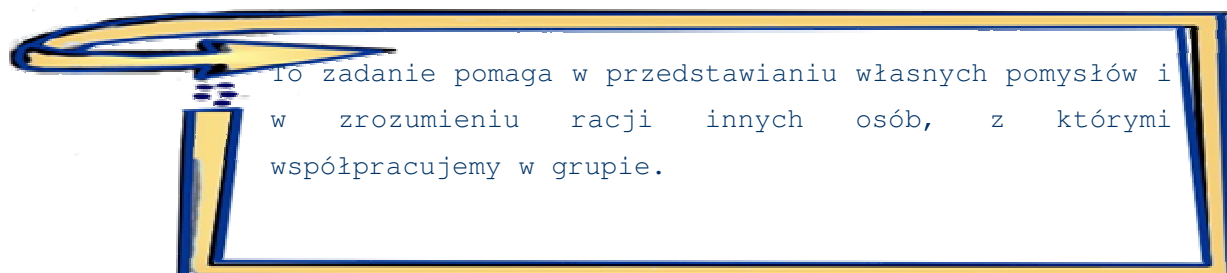 To zadanie pomaga w przedstawianiu własnych pomysłów i
w zrozumieniu racji innych osób, z którymi
współpracujemy w grupie.